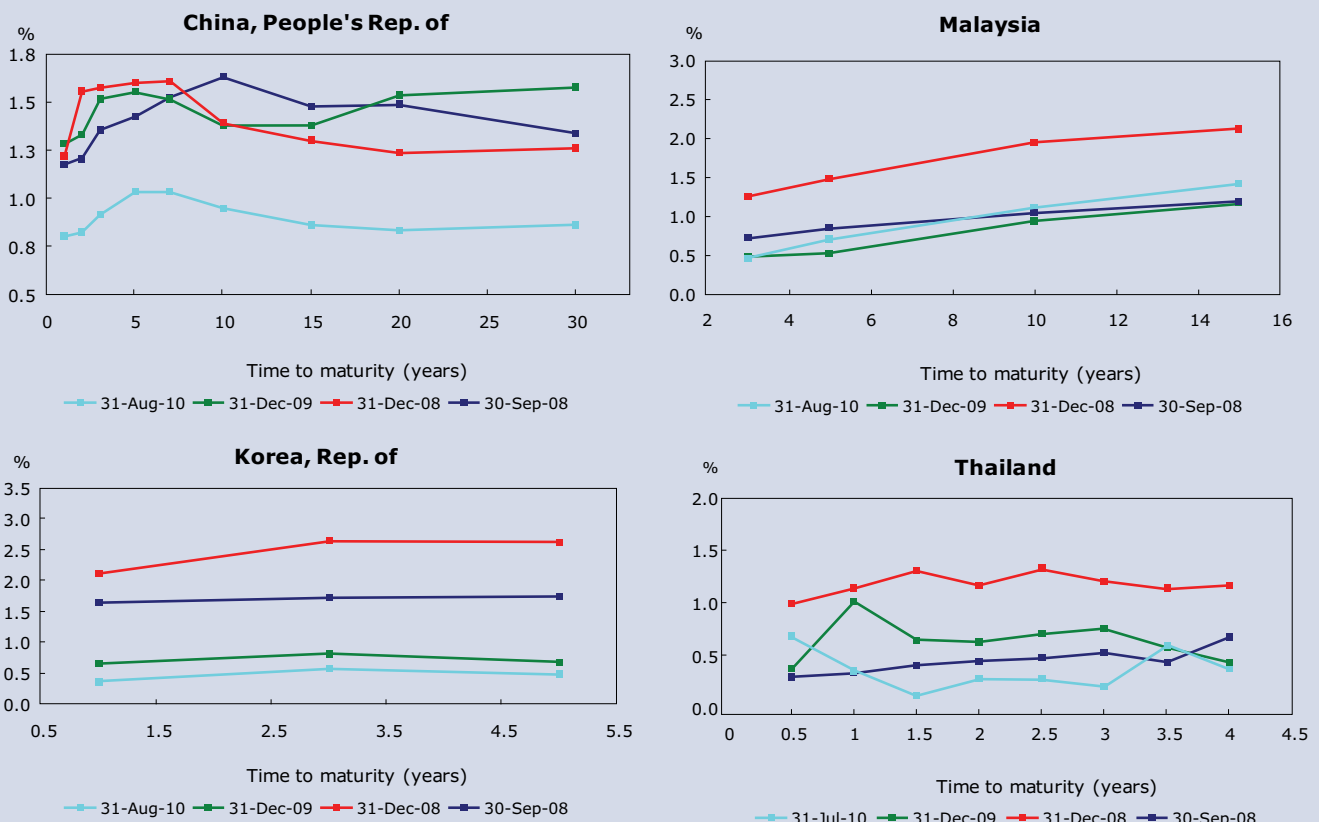 China, People's Rep. of
%
1.8
1.5
1.3
1.0
0.8
0.5
0 5 10 15 20 25 30
Time to maturity (years)
31-Aug-10 31-Dec-09 31-Dec-08 30-Sep-08
Malaysia
%
3.0
2.5
2.0
1.5
1.0
0.5
0.0
2 4 6 8 10 12 14 16
Time to maturity (years)
31-Aug-10 31-Dec-09 31-Dec-08 30-Sep-08
Korea, Rep. of
%
3.5
3.0
2.5
2.0
1.5
1.0
0.5
0.0
0.5 1.5 2.5 3.5 4.5 5.5
Time to maturity (years)
31-Aug-10 31-Dec-09 31-Dec-08 30-Sep-08
Thailand
%
2.0
1.5
1.0
0.5
0.0
0 0.5 1 1.5 2 2.5 3 3.5 4 4.5
Time to maturity (years)
31-Jul-10 31-Dec-09 31-Dec-08 30-Sep-08